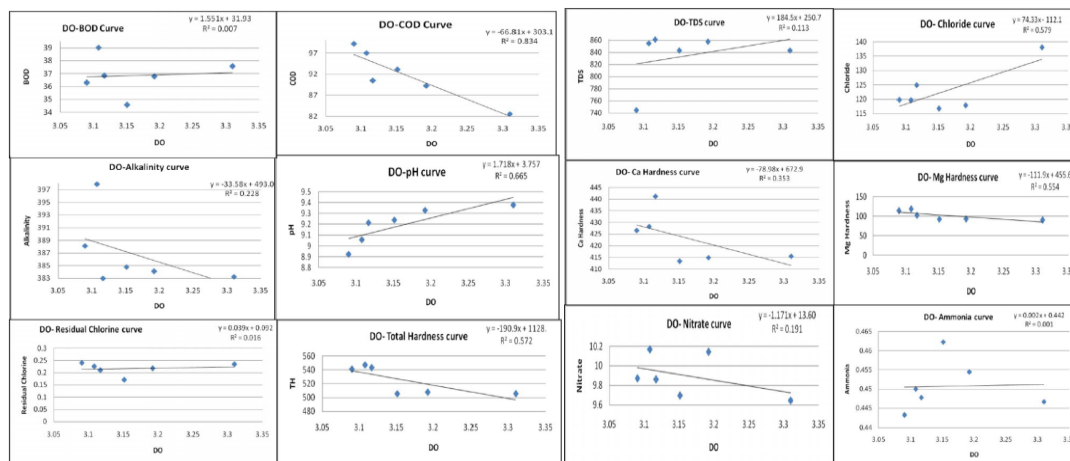 DO-BOD Curve
y = 1.551x + 31.93
R² = 0.007
BOD
39
38
37
36
35
34
3.05 3.1 3.15 3.2 3.25 3.3 3.35
DO
DO-COD Curve
y = -66.81x + 303.1
R² = 0.834
COD
97
92
87
82
3.05 3.1 3.15 3.2 3.25 3.3 3.35
DO
DO-TDS Curve
y = 184.5x + 250.7
R² = 0.113
TDS
860
840
820
800
780
760
740
3.05 3.1 3.15 3.2 3.25 3.3 3.35
DO
DO- Chloride Curve
y = 74.33x - 112.1
R² = 0.579
Chloride
135
130
125
120
115
110
3.05 3.1 3.15 3.2 3.25 3.3 3.35
DO
DO-Alkalinity curve
y = -33.58x + 493.0
R² = 0.228
Alkalinity
397
395
393
391
389
387
385
383
3.05 3.1 3.15 3.2 3.25 3.3 3.35
DO
DO-pH Curve
y = 1.718x + 3.757
R² = 0.665
pH
9.5
9.4
9.3
9.2
9.1
9
8.9
8.8
3.05 3.1 3.15 3.2 3.25 3.3 3.35
DO
DO- Ca Hardness curve
y = -78.98x + 672.9
R² = 0.353
Ca Hardness
445
440
435
430
425
420
415
410
3.05 3.1 3.15 3.2 3.25 3.3 3.35
DO
DO- Mg Hardness curve
y = -111.9x + 455.8
R² = 0.554
Mg Hardness
150
100
50
0
3.05 3.1 3.15 3.2 3.25 3.3 3.35
DO
DO- Residual Chlorine curve
y = 0.039x + 0.092
R² = 0.016
Residual Chlorine
0.3
0.25
0.2
0.15
0.1
0.05
0
3.05 3.1 3.15 3.2 3.25 3.3 3.35
DO
DO- Total Hardness curve
y = -190.9x + 1128.
R² = 0.572
TH
560
540
520
500
480
3.05 3.1 3.15 3.2 3.25 3.3 3.35
DO
DO- Nitrate curve
y = -1.171x + 13.60
R² = 0.191
Nitrate
10.2
10
9.8
9.6
3.05 3.1 3.15 3.2 3.25 3.3 3.35
DO
DO- Ammonia curve
y = 0.002x + 0.442
R² = 0.001
Ammonia
0.465
0.46
0.455
0.45
0.445
0.44
3.05 3.1 3.15 3.2 3.25 3.3 3.35
DO